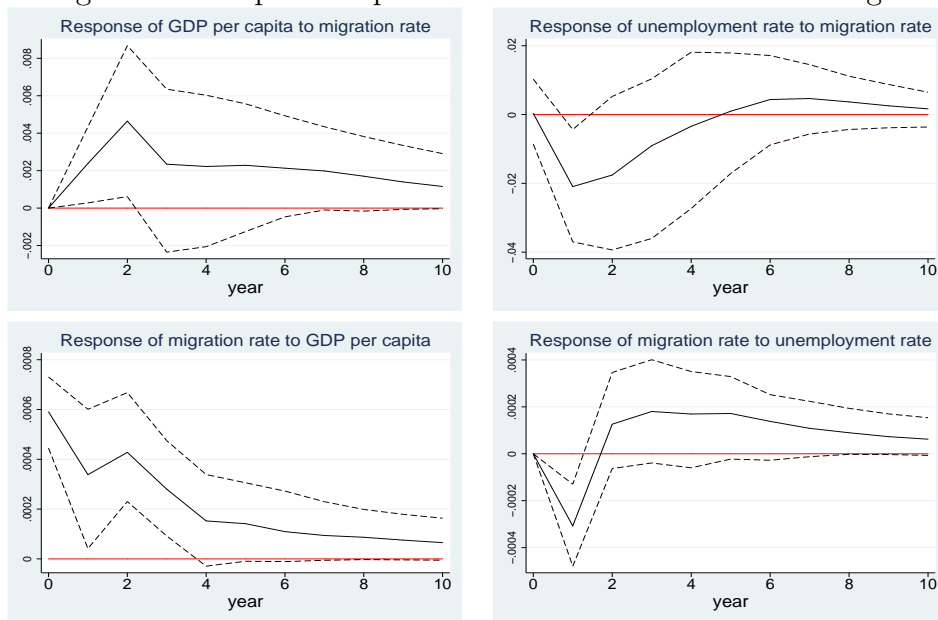 Response of GDP per capita to migration rate
.008
.006
.004
.002
0
-.002
0 2 4 6 8 10
year
Response of unemployment rate to migration rate
.02
0
-.02
-.04
0 2 4 6 8 10
year
Response of migration rate to GDP per capita
.0008
.0006
.0004
.0002
0
0 2 4 6 8 10
year
Response of migration rate to unemployment rate
.0004
.0002
0
-.0002
-.0004
0 2 4 6 8 10
year